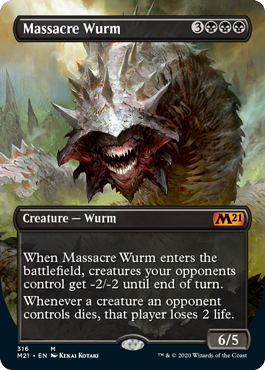 Massacre Wurm 3
Creature — Wurm M21
When Massacre Wurm enters the
battlefield, creatures your opponents
control get -2/-2 until end of turn.
Whenever a creature an opponent
controls dies, that player loses 2 life.
6/5
316 M
M21 • EN KEKAI KOTAKI ™ & © 2020 Wizards of the Coast